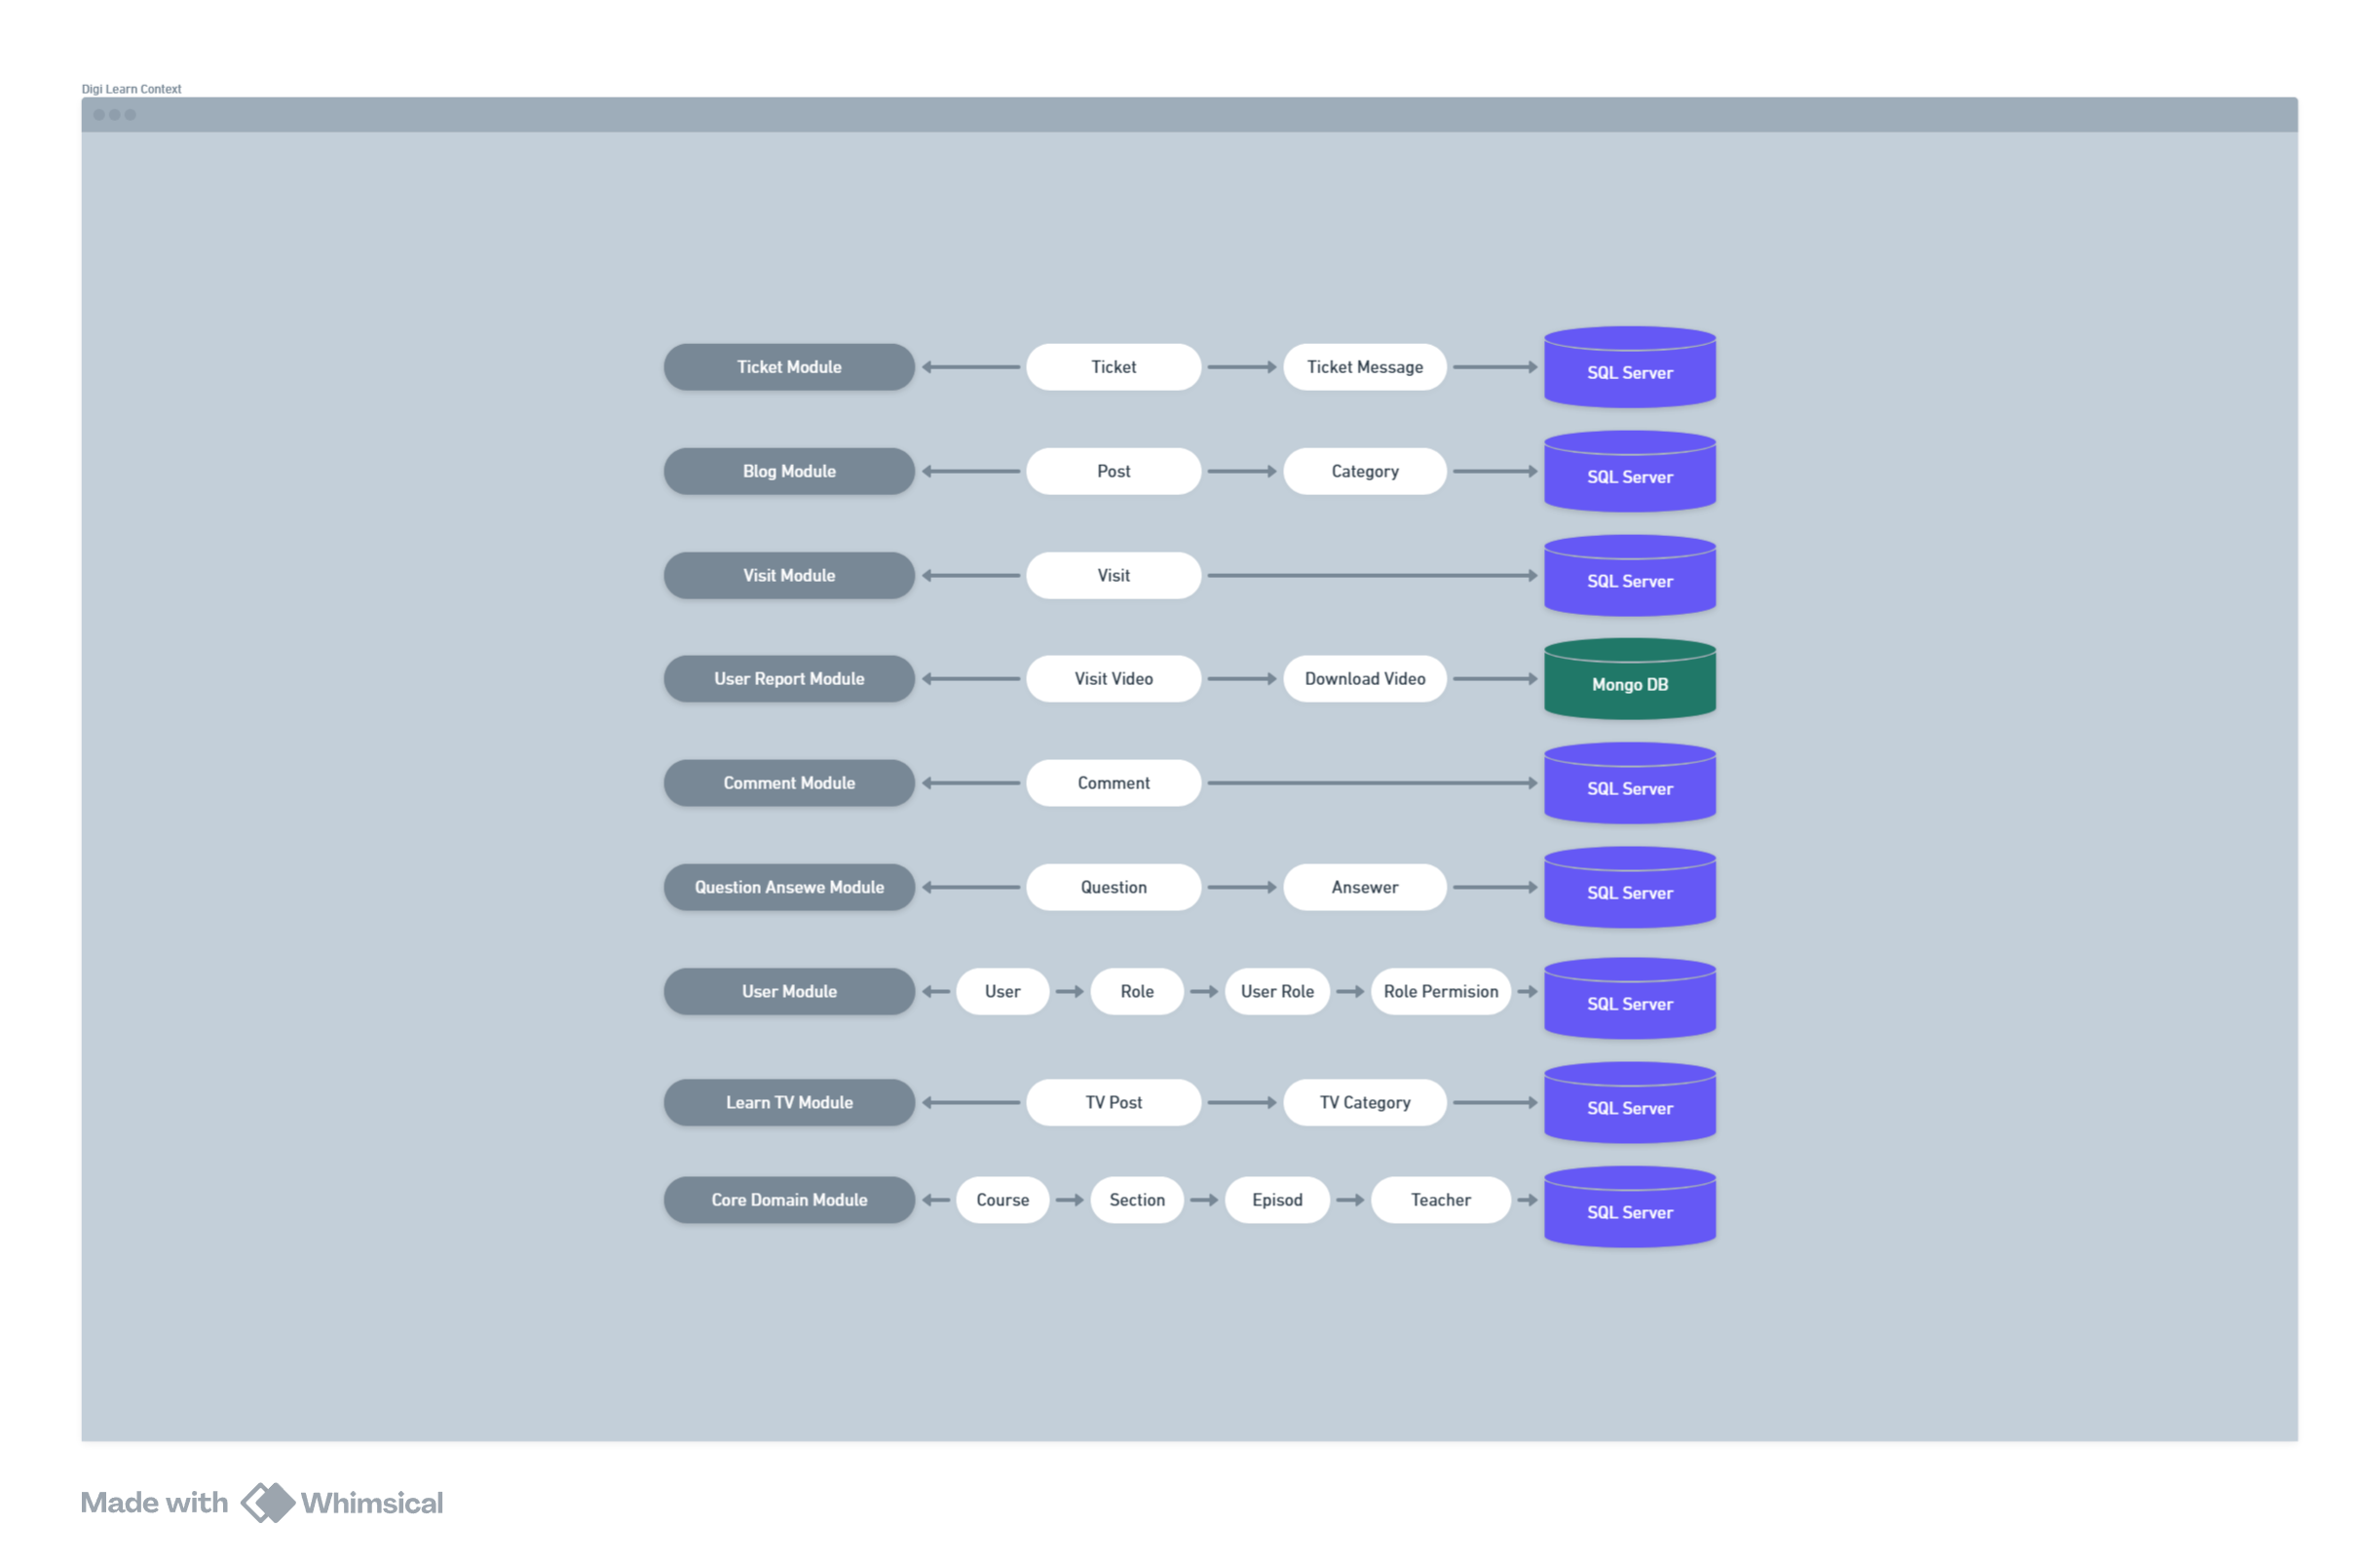 Digi Learn Context
Ticket Module Ticket Ticket Message SQL Server
Blog Module Post Category SQL Server
Visit Module Visit SQL Server
User Report Module Visit Video Download Video Mongo DB
Comment Module Comment SQL Server
Question Ansewe Module Question Ansewer SQL Server
User Module User Role User Role Role Permision SQL Server
Learn TV Module TV Post TV Category SQL Server
Core Domain Module Course Section Episod Teacher SQL Server
Made with Whimsical